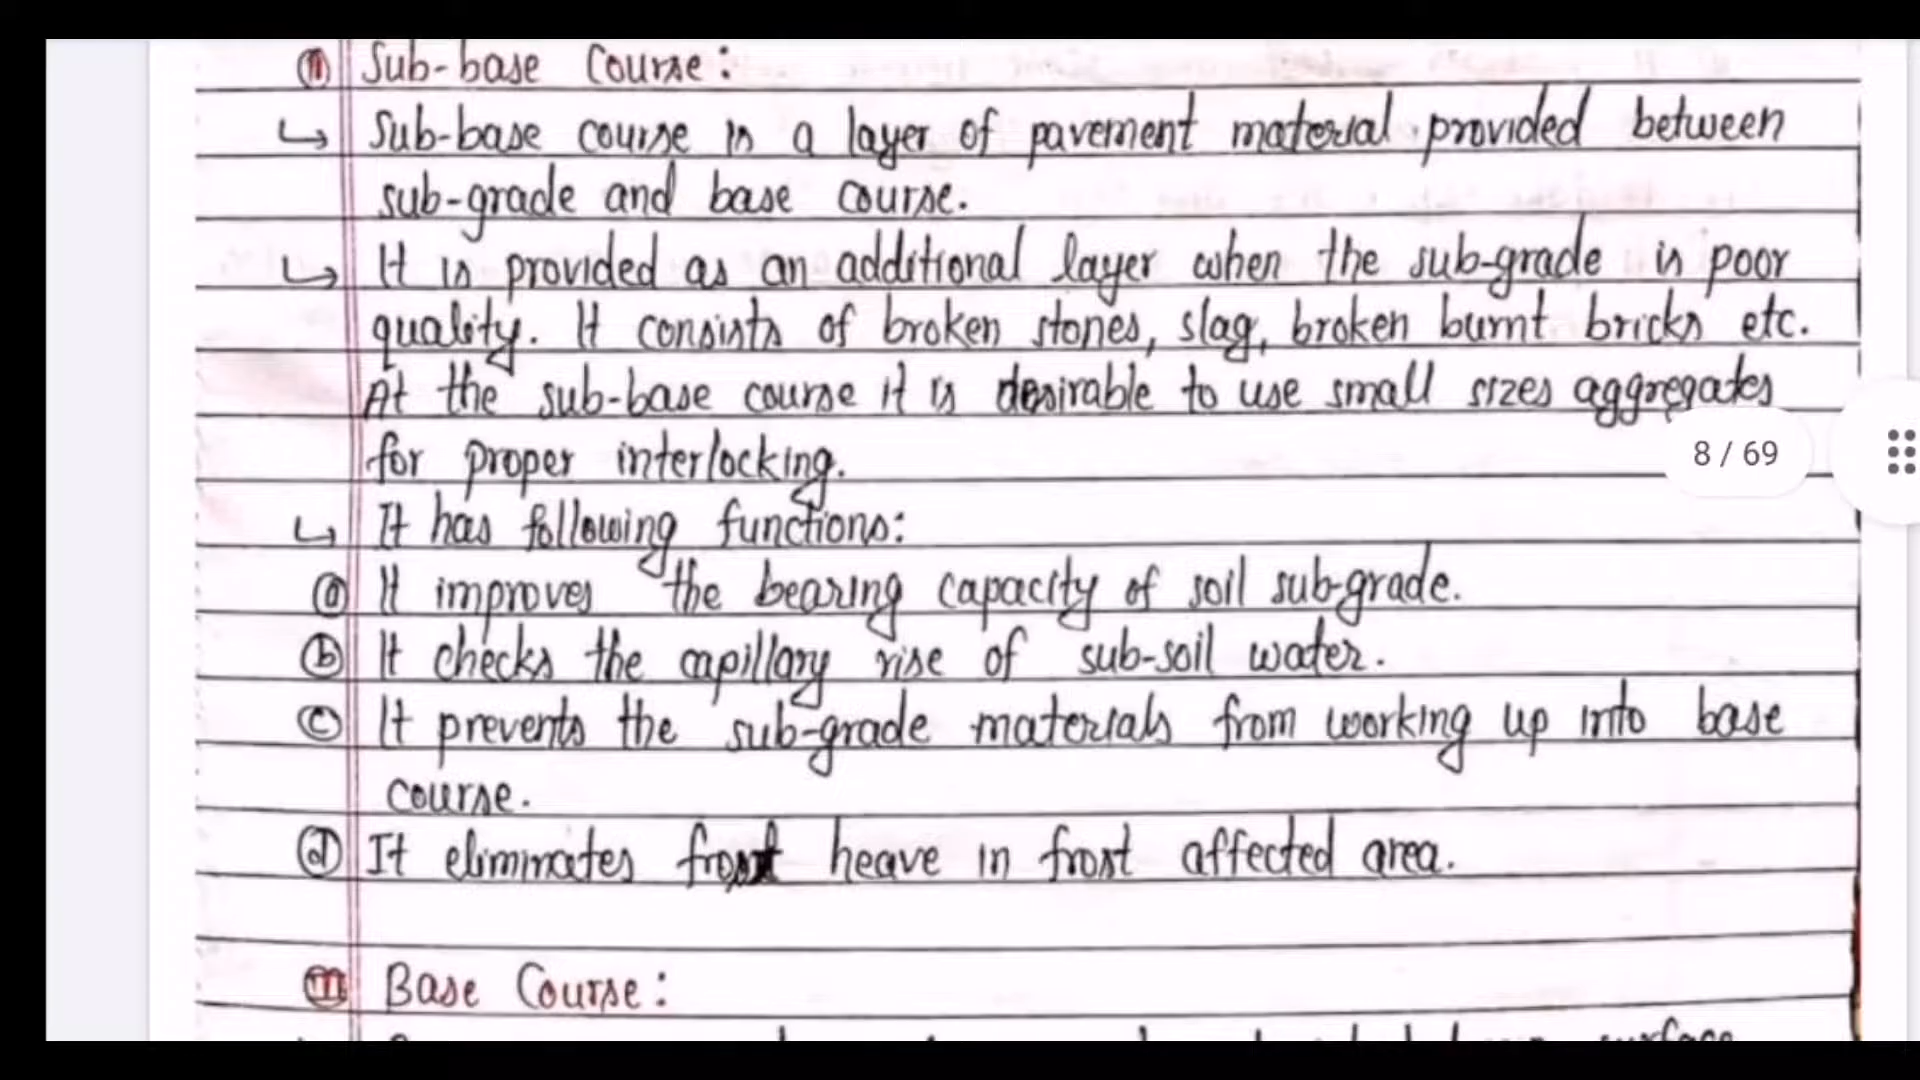 (ii) Sub-base Course:
↳ Sub-base course is a layer of pavement material provided between
sub-grade and base course.
↳ It is provided as an additional layer when the sub-grade is poor
quality. It consists of broken stones, slag, broken burnt bricks etc.
At the sub-base course it is desirable to use small sizes aggregates
for proper interlocking.
8 / 69
↳ It has following functions:
(a) It improves the bearing capacity of soil sub-grade.
(b) It checks the capillary rise of sub-soil water.
(c) It prevents the sub-grade materials from working up into base
course.
(d) It eliminates frost heave in frost affected area.
(iii) Base Course:
surface